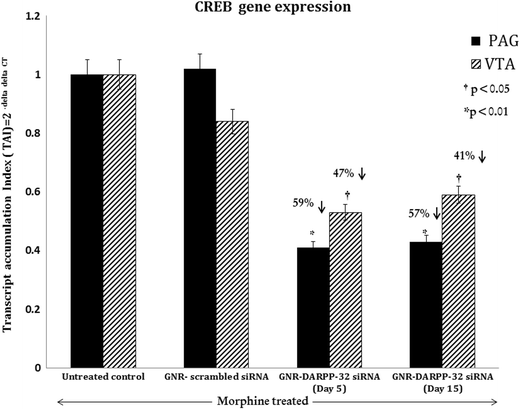 CREB gene expression
Transcript accumulation Index ( TAI)=2 -delta delta CT
1.2
1
0.8
0.6
0.4
0.2
0
PAG
VTA
† p < 0.05
*p<0.01
59% ↓
47% ↓
†
*
57% ↓
41% ↓
†
*
Untreated control
GNR- scrambled siRNA
GNR-DARPP-32 siRNA
(Day 5)
GNR-DARPP-32 siRNA
(Day 15)
Morphine treated